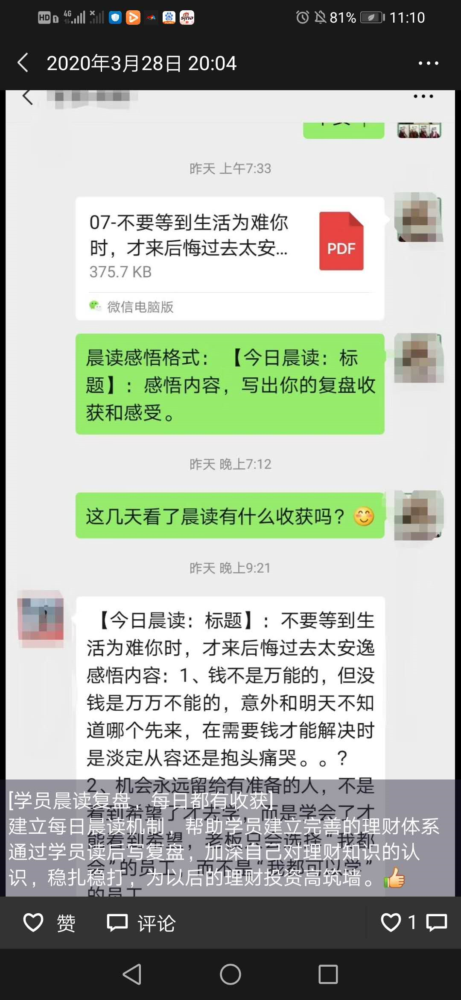 HD 1 4G 81% 11:10
2020年3月28日 20:04
昨天 上午7:33
07-不要等到生活为难你
时，才来后悔过去太安...
375.7 KB
PDF
微信电脑版
晨读感悟格式：【今日晨读：标
题】：感悟内容，写出你的复盘收
获和感受。
昨天 晚上7:12
这几天看了晨读有什么收获吗？😊
昨天 晚上9:21
【今日晨读：标题】：不要等到生
活为难你时，才来后悔过去太安逸
感悟内容：1、钱不是万能的，但没
钱是万万不能的，意外和明天不知
道哪个先来，在需要钱才能解决时
是淡定从容还是抱头痛哭。。？
2、机会永远留给有准备的人，不是
看到希望了才去学，而是学会了才
能看到希望，老板只会选择“我都
会”的员工，而不是“我都可以学”
的员工
[学员晨读复盘，每日都有收获]
建立每日晨读机制，帮助学员建立完善的理财体系
通过学员读后写复盘，加深自己对理财知识的认
识，稳扎稳打，为以后的理财投资高筑墙。👍
赞 评论 1